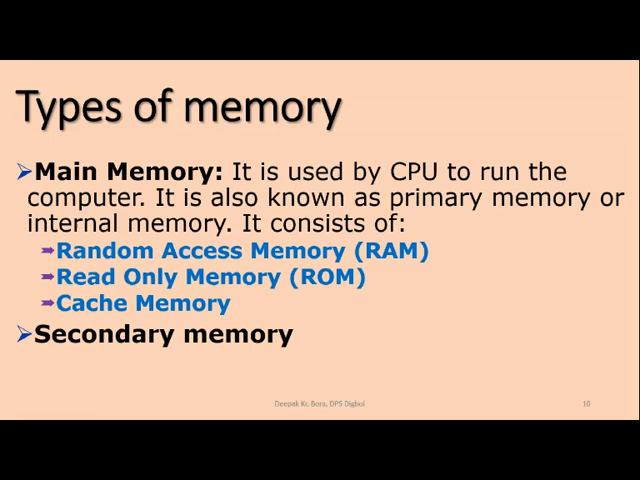 Types of memory
➢Main Memory: It is used by CPU to run the
computer. It is also known as primary memory or
internal memory. It consists of:
➡Random Access Memory (RAM)
➡Read Only Memory (ROM)
➡Cache Memory
➢Secondary memory
Deepak Kr. Bora, DPS Digboi
10